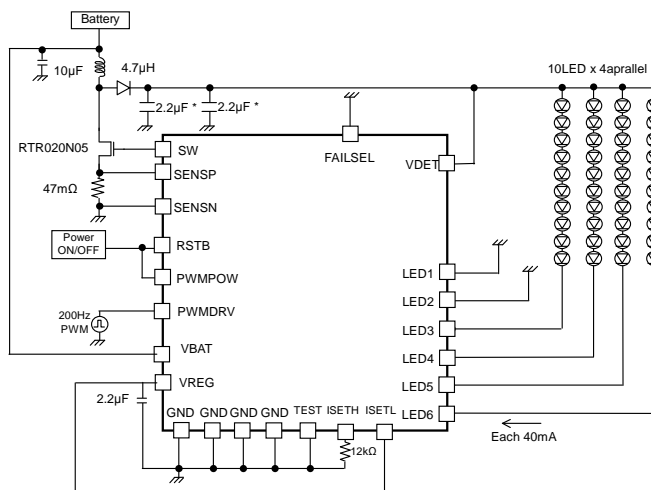 Battery
10µF
4.7µH
2.2µF *
2.2µF *
10LED x 4aprallel
RTR020N05
SW
FAILSEL
VDET
SENSP
47mΩ
SENSN
Power
ON/OFF
RSTB
PWMPOW
LED1
LED2
200Hz
PWM
PWMDRV
LED3
VBAT
LED4
VREG
LED5
2.2µF
GND
GND
GND
GND
TEST
ISETH
ISETL
LED6
12kΩ
Each 40mA